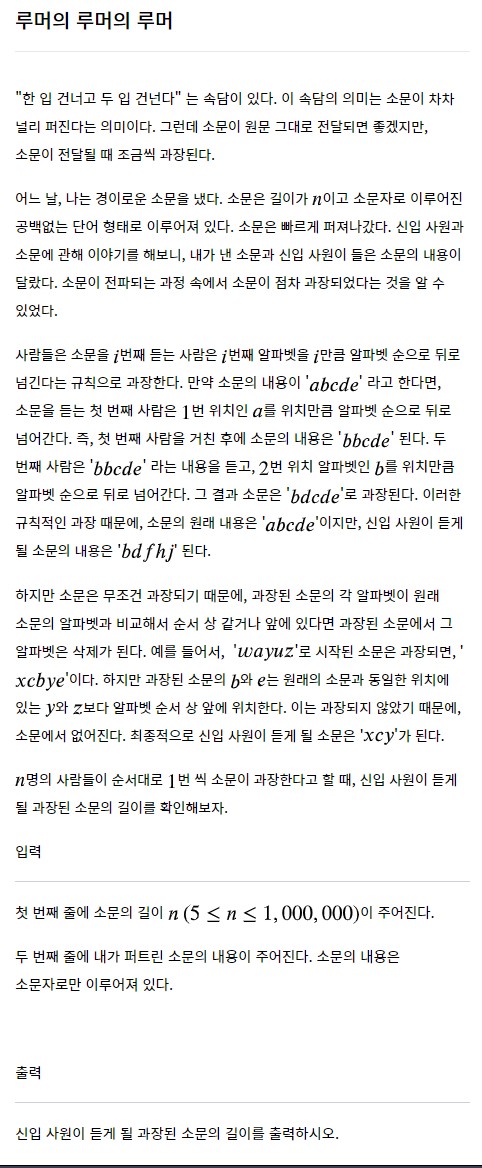 루머의 루머의 루머
"한 입 건너고 두 입 건넌다" 는 속담이 있다. 이 속담의 의미는 소문이 차차
널리 퍼진다는 의미이다. 그런데 소문이 원문 그대로 전달되면 좋겠지만,
소문이 전달될 때 조금씩 과장된다.
어느 날, 나는 경이로운 소문을 냈다. 소문은 길이가 n이고 소문자로 이루어진
공백없는 단어 형태로 이루어져 있다. 소문은 빠르게 퍼져나갔다. 신입 사원과
소문에 관해 이야기를 해보니, 내가 낸 소문과 신입 사원이 들은 소문의 내용이
달랐다. 소문이 전파되는 과정 속에서 소문이 점차 과장되었다는 것을 알 수
있었다.
사람들은 소문을 i번째 듣는 사람은 i번째 알파벳을 i만큼 알파벳 순으로 뒤로
넘긴다는 규칙으로 과장한다. 만약 소문의 내용이 'abcde' 라고 한다면,
소문을 듣는 첫 번째 사람은 1번 위치인 a를 위치만큼 알파벳 순으로 뒤로
넘어간다. 즉, 첫 번째 사람을 거친 후에 소문의 내용은 'bbcde' 된다. 두
번째 사람은 'bbcde' 라는 내용을 듣고, 2번 위치 알파벳인 b를 위치만큼
알파벳 순으로 뒤로 넘어간다. 그 결과 소문은 'bdcde'로 과장된다. 이러한
규칙적인 과장 때문에, 소문의 원래 내용은 'abcde'이지만, 신입 사원이 듣게
될 소문의 내용은 'bdfhj' 된다.
하지만 소문은 무조건 과장되기 때문에, 과장된 소문의 각 알파벳이 원래
소문의 알파벳과 비교해서 순서 상 같거나 앞에 있다면 과장된 소문에서 그
알파벳은 삭제가 된다. 예를 들어서, 'wayuz'로 시작된 소문은 과장되면, '
xcbye'이다. 하지만 과장된 소문의 b와 e는 원래의 소문과 동일한 위치에
있는 y와 z보다 알파벳 순서 상 앞에 위치한다. 이는 과장되지 않았기 때문에,
소문에서 없어진다. 최종적으로 신입 사원이 듣게 될 소문은 'xcy'가 된다.
n명의 사람들이 순서대로 1번 씩 소문이 과장한다고 할 때, 신입 사원이 듣게
될 과장된 소문의 길이를 확인해보자.
입력
첫 번째 줄에 소문의 길이 n (5 ≤ n ≤ 1,000,000)이 주어진다.
두 번째 줄에 내가 퍼트린 소문의 내용이 주어진다. 소문의 내용은
소문자로만 이루어져 있다.
출력
신입 사원이 듣게 될 과장된 소문의 길이를 출력하시오.